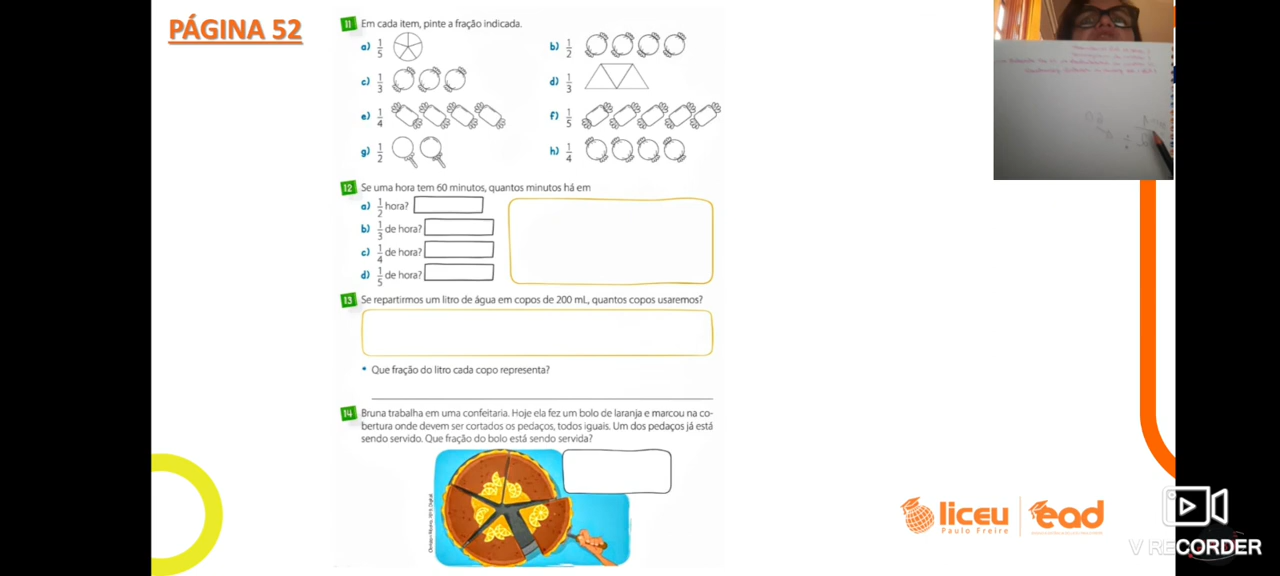 PÁGINA 52
11 Em cada item, pinte a fração indicada.
a) 1/5
b) 1/2
c) 1/3
d) 1/3
e) 1/4
f) 1/5
g) 1/2
h) 1/4
12 Se uma hora tem 60 minutos, quantos minutos há em
a) 1/2 hora?
b) 1/3 de hora?
c) 1/4 de hora?
d) 1/5 de hora?
13 Se repartirmos um litro de água em copos de 200 mL, quantos copos usaremos?
• Que fração do litro cada copo representa?
14 Bruna trabalha em uma confeitaria. Hoje ela fez um bolo de laranja e marcou na co-
bertura onde devem ser cortados os pedaços, todos iguais. Um dos pedaços já está
sendo servido. Que fração do bolo está sendo servida?
liceu
Paulo Freire
ead
V RECORDER